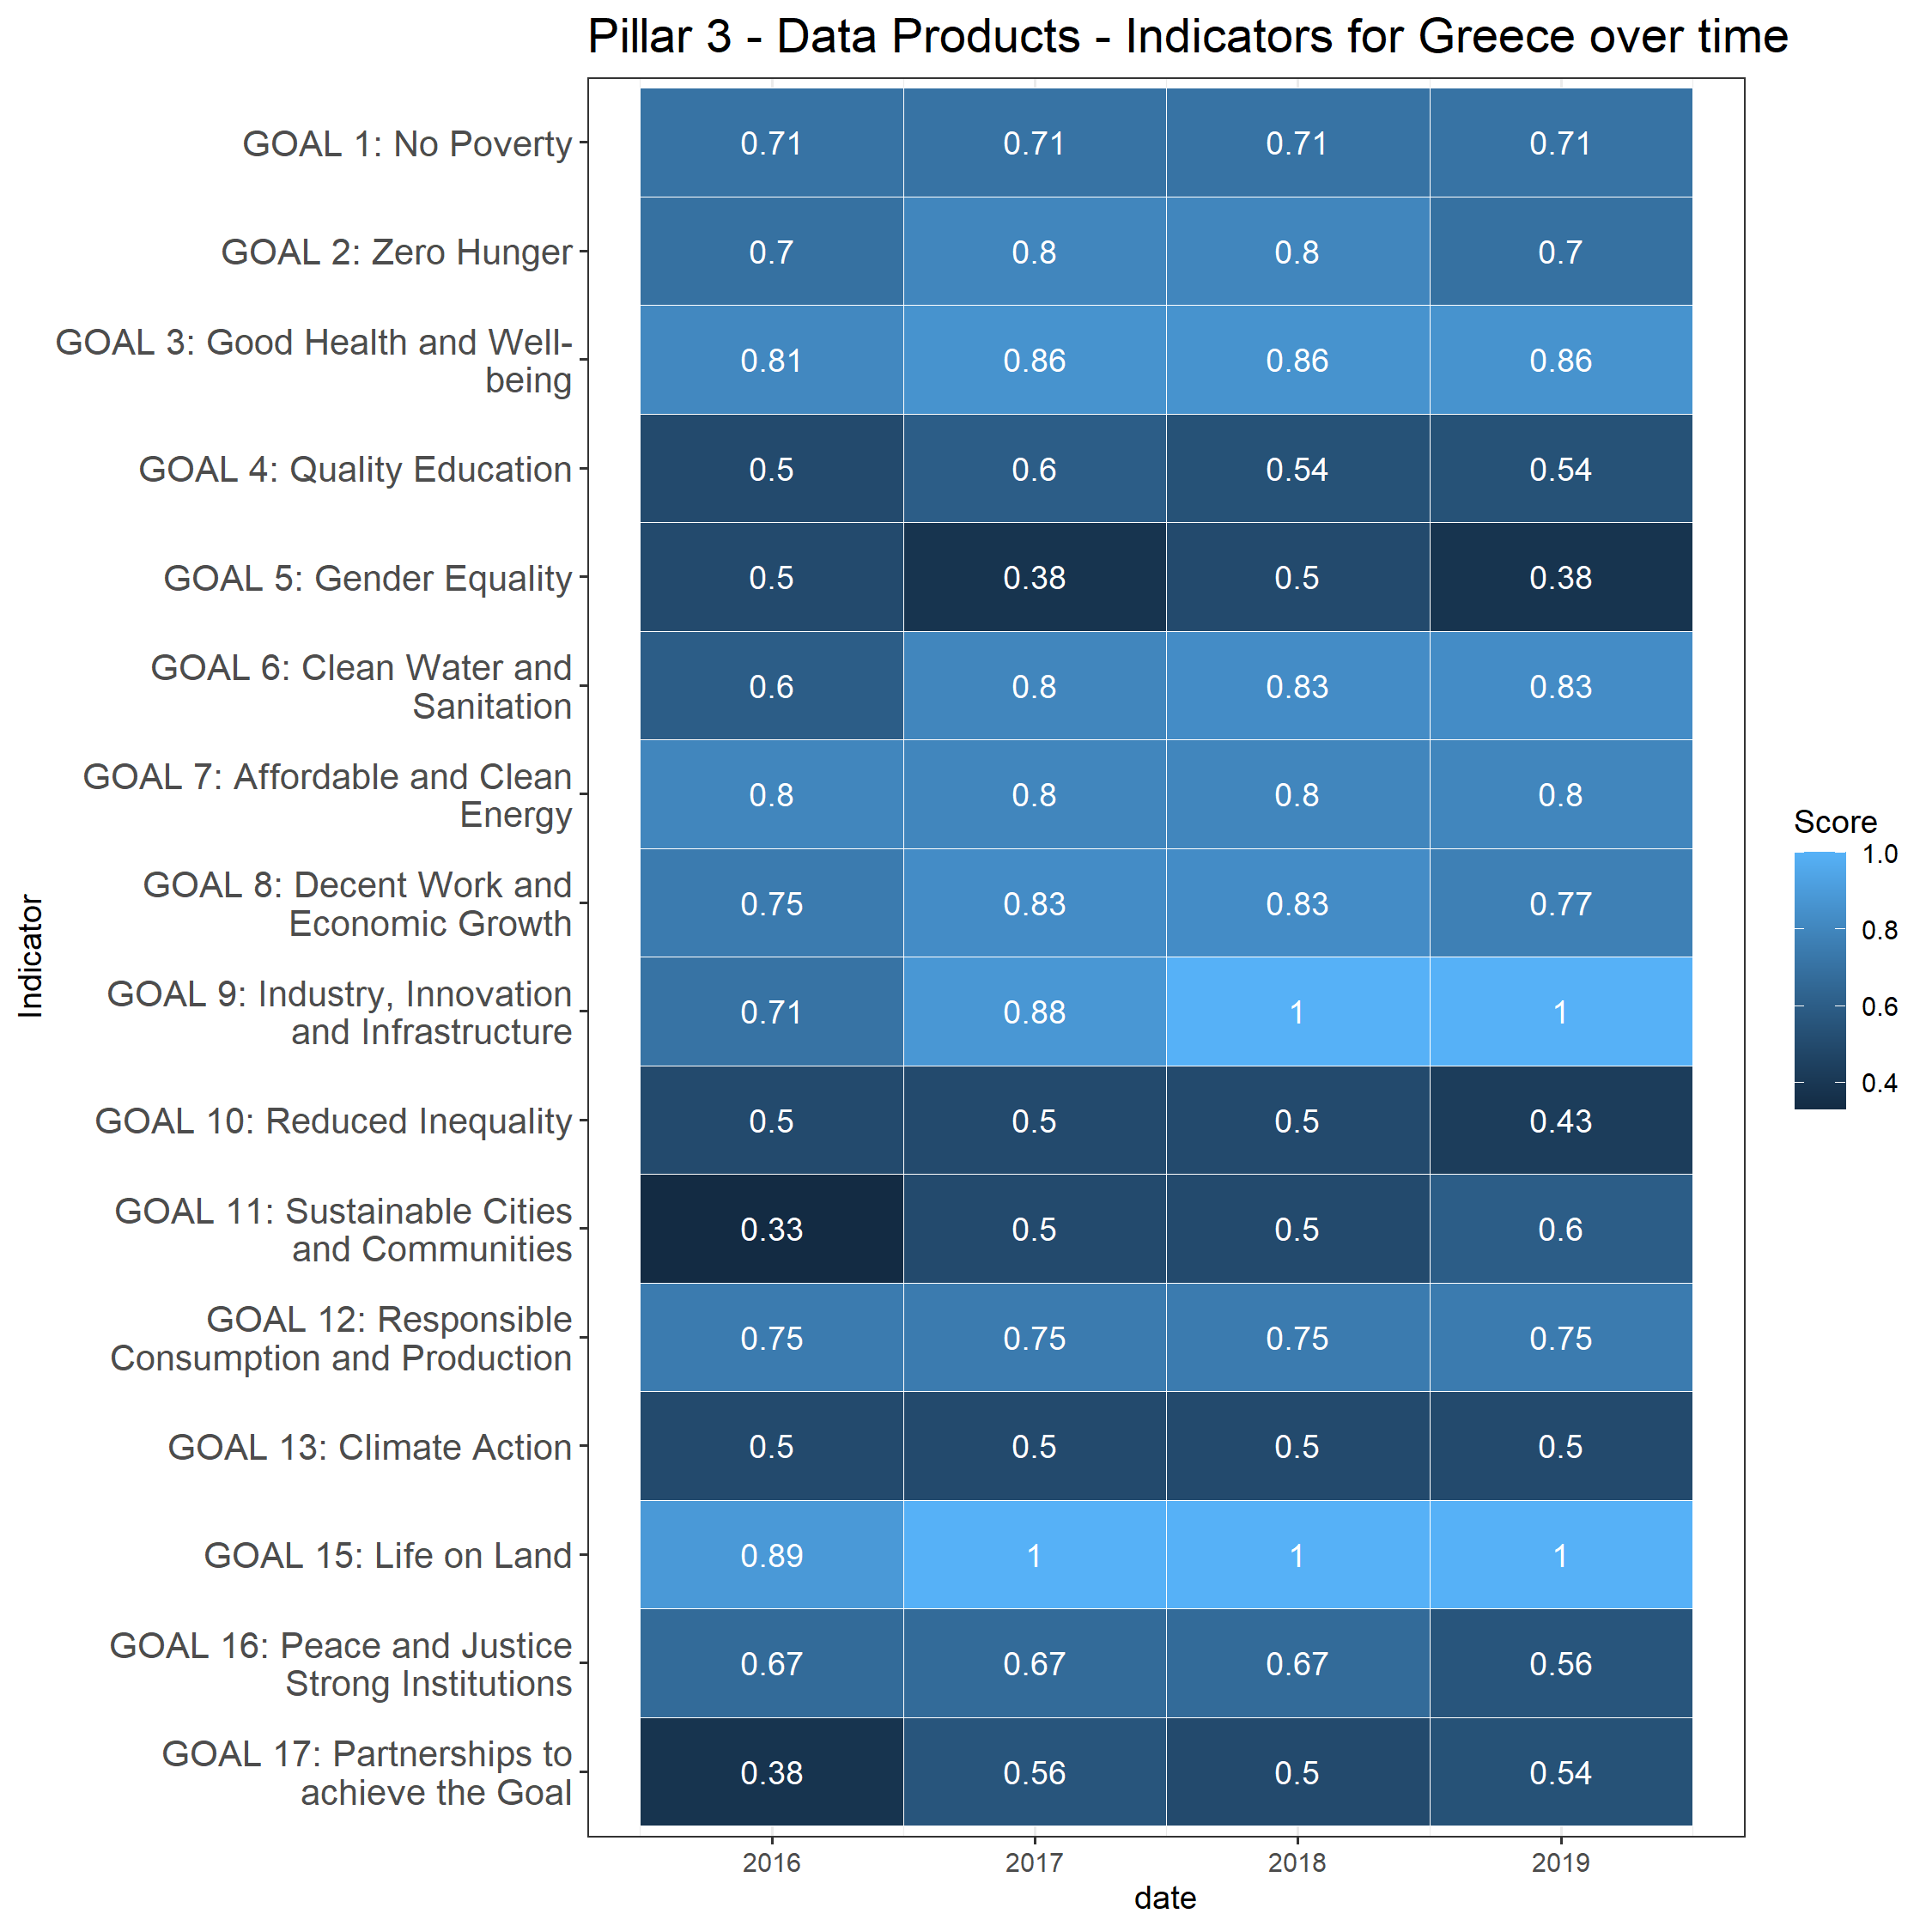 Pillar 3 - Data Products - Indicators for Greece over time
GOAL 1: No Poverty 0.71 0.71 0.71 0.71
GOAL 2: Zero Hunger 0.7 0.8 0.8 0.7
GOAL 3: Good Health and Well-
being 0.81 0.86 0.86 0.86
GOAL 4: Quality Education 0.5 0.6 0.54 0.54
GOAL 5: Gender Equality 0.5 0.38 0.5 0.38
GOAL 6: Clean Water and
Sanitation 0.6 0.8 0.83 0.83
GOAL 7: Affordable and Clean
Energy 0.8 0.8 0.8 0.8
GOAL 8: Decent Work and
Economic Growth 0.75 0.83 0.83 0.77
GOAL 9: Industry, Innovation
and Infrastructure 0.71 0.88 1 1
GOAL 10: Reduced Inequality 0.5 0.5 0.5 0.43
GOAL 11: Sustainable Cities
and Communities 0.33 0.5 0.5 0.6
GOAL 12: Responsible
Consumption and Production 0.75 0.75 0.75 0.75
GOAL 13: Climate Action 0.5 0.5 0.5 0.5
GOAL 15: Life on Land 0.89 1 1 1
GOAL 16: Peace and Justice
Strong Institutions 0.67 0.67 0.67 0.56
GOAL 17: Partnerships to
achieve the Goal 0.38 0.56 0.5 0.54
2016 2017 2018 2019
date
Indicator
Score
1.0
0.8
0.6
0.4